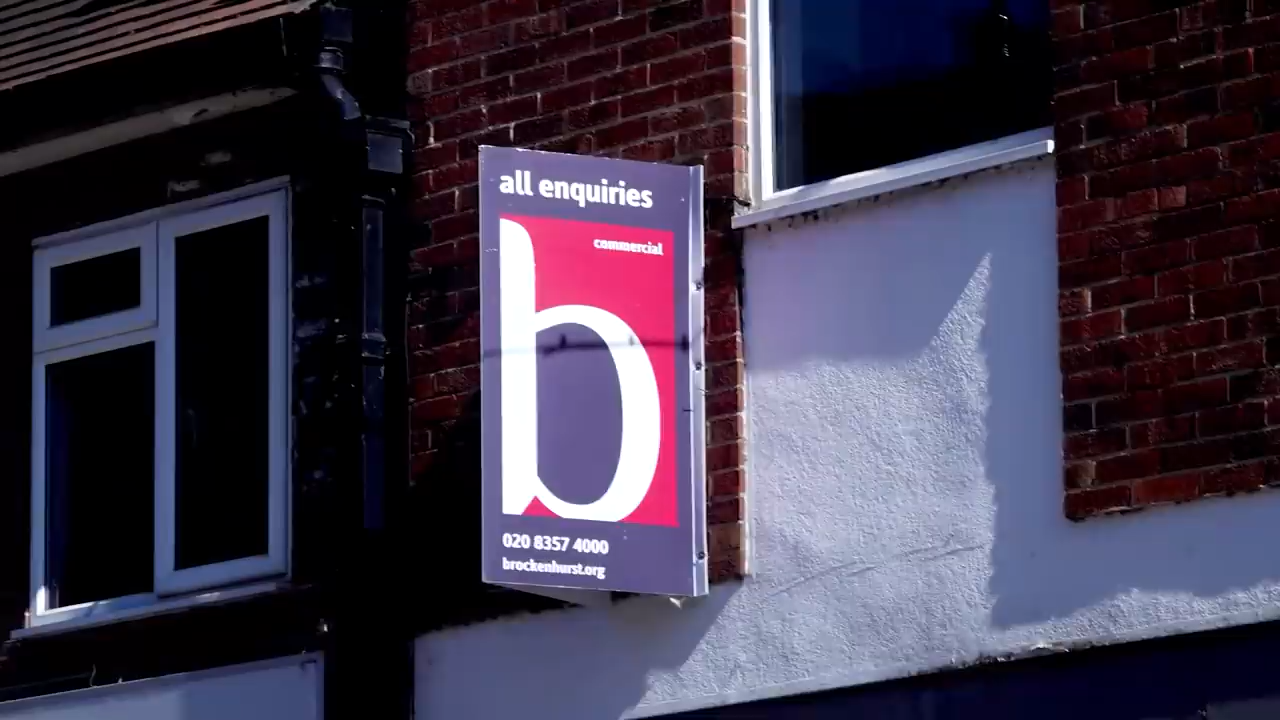 all enquiries
commercial
b
020 8357 4000
brockenhurst.org